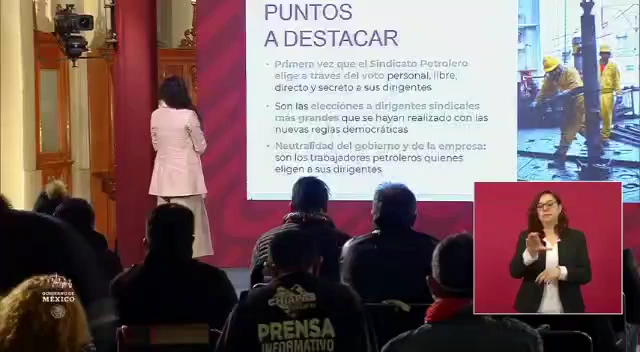 PUNTOS
A DESTACAR
• Primera vez que el Sindicato Petrolero
elige a través del voto personal, libre,
directo y secreto a sus dirigentes
• Son las elecciones a dirigentes sindicales
más grandes que se hayan realizado con las
nuevas reglas democráticas
• Neutralidad del gobierno y de la empresa:
son los trabajadores petroleros quienes
eligen a sus dirigentes
GOBIERNO DE
MÉXICO
CHIAPAS
PRENSA
INFORMATIVO